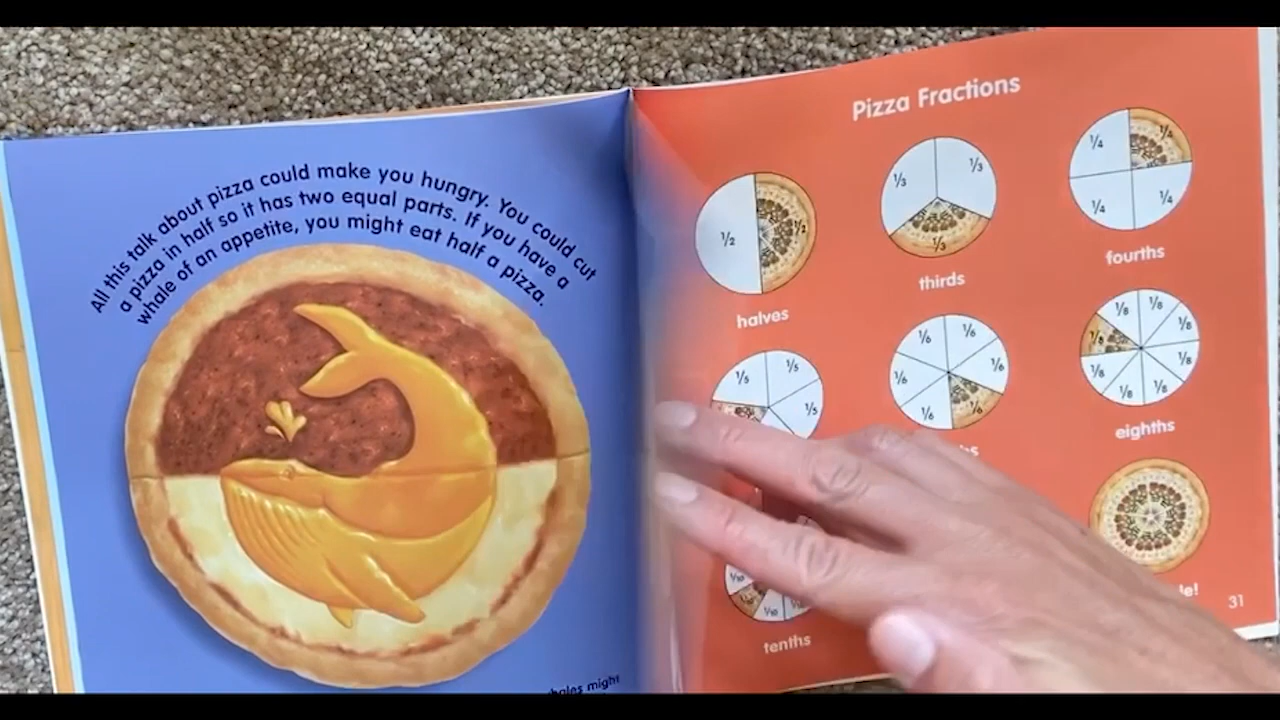 All this talk about pizza could make you hungry. You could cut
a pizza in half so it has two equal parts. If you have a
whale of an appetite, you might eat half a pizza.
might
Pizza Fractions
1/2
1/2
halves
1/3
1/3
1/3
thirds
1/4
1/4
1/4
1/4
fourths
1/5
1/5
1/5
1/6
1/6
1/6
1/6
1/6
1/6
1/8
1/8
1/8
1/8
1/8
1/8
1/8
1/8
eighths
1/10
1/10
tenths
31